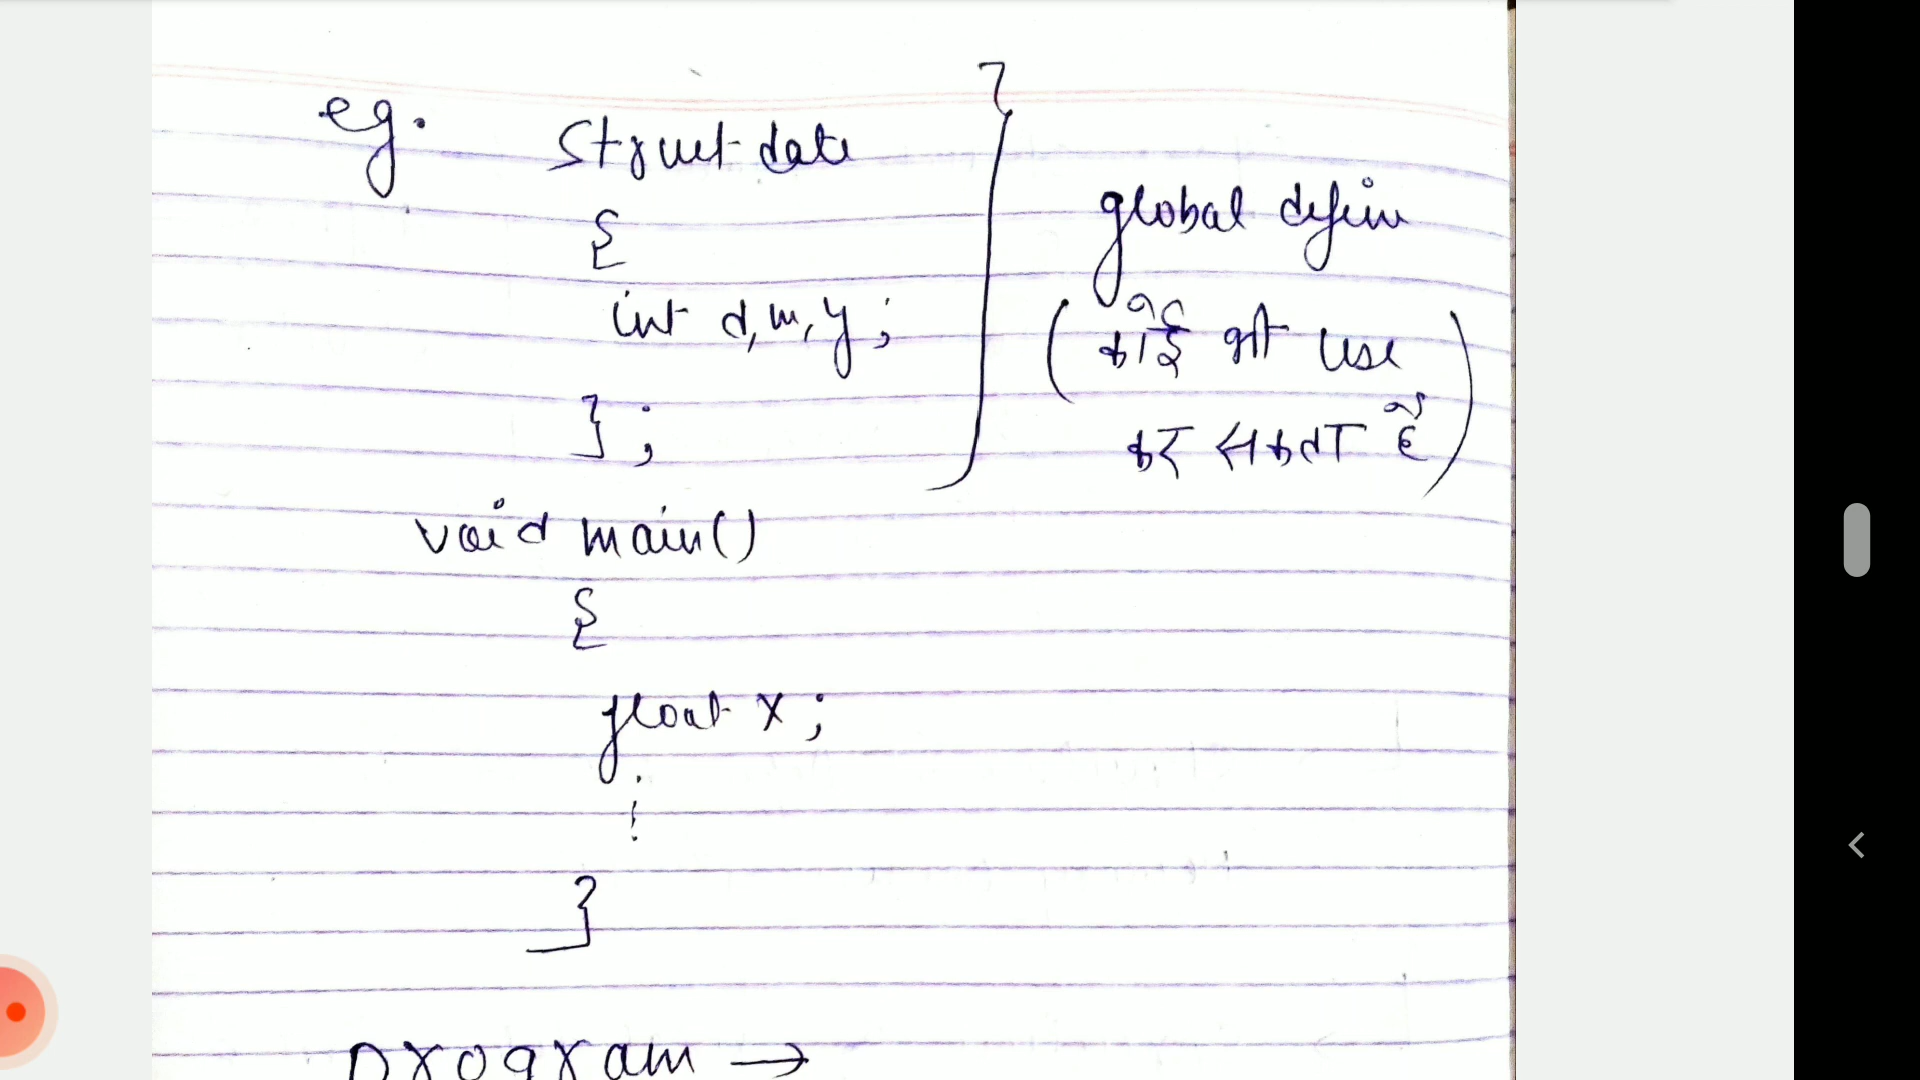 eg. struct date
{
int d, m, y;
};
global define
(कोई भी use
कर सकता है)
void main()
{
float x;
}
Program →